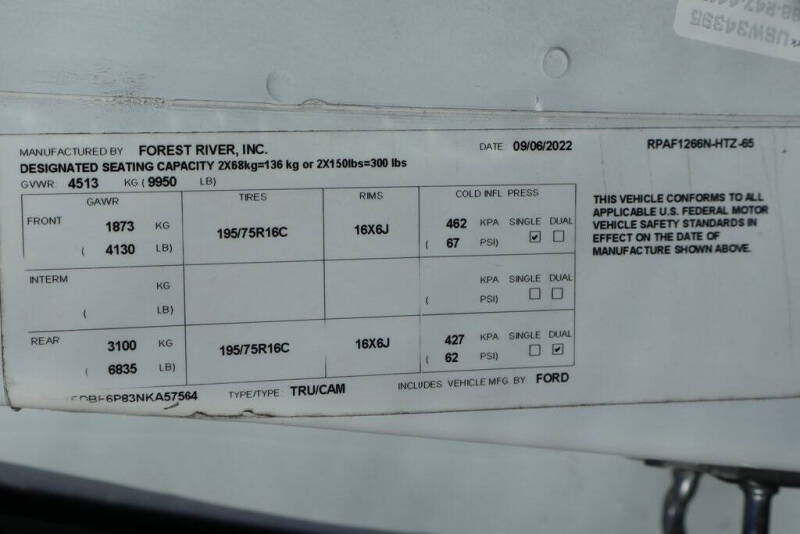 UBW34395
MANUFACTURED BY FOREST RIVER, INC. DATE 09/06/2022 RPAF1266N-HTZ-65
DESIGNATED SEATING CAPACITY 2X68kg=136 kg or 2X150lbs=300 lbs
GVWR 4513 KG ( 9950 LB)
GAWR TIRES RIMS COLD INFL PRESS
FRONT 1873 KG 195/75R16C 16X6J 462 KPA SINGLE DUAL
( 4130 LB) ( 67 PSI)
INTERM KG KPA SINGLE DUAL
( LB) ( PSI)
REAR 3100 KG 195/75R16C 16X6J 427 KPA SINGLE DUAL
( 6835 LB) ( 62 PSI)
THIS VEHICLE CONFORMS TO ALL
APPLICABLE U.S. FEDERAL MOTOR
VEHICLE SAFETY STANDARDS IN
EFFECT ON THE DATE OF
MANUFACTURE SHOWN ABOVE.
6P83NKA57564 TYPE/TYPE TRU/CAM INCLUDES VEHICLE MFG BY FORD